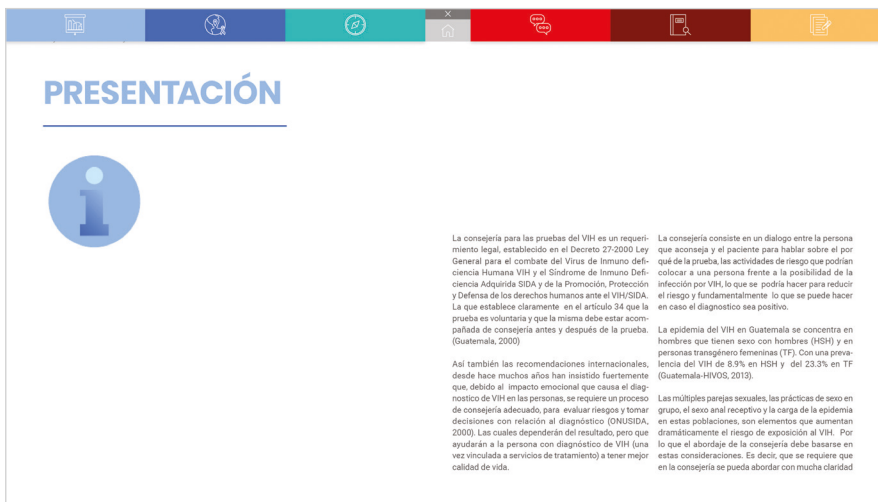 PRESENTACIÓN
La consejería para las pruebas del VIH es un requeri-
miento legal, establecido en el Decreto 27-2000 Ley
General para el combate del Virus de Inmuno defi-
ciencia Humana VIH y el Síndrome de Inmuno Defi-
ciencia Adquirida SIDA y de la Promoción, Protección
y Defensa de los derechos humanos ante el VIH/SIDA.
La que establece claramente en el artículo 34 que la
prueba es voluntaria y que la misma debe estar acom-
pañada de consejería antes y después de la prueba.
(Guatemala, 2000)
Así también las recomendaciones internacionales,
desde hace muchos años han insistido fuertemente
que, debido al impacto emocional que causa el diag-
nostico de VIH en las personas, se requiere un proceso
de consejería adecuado, para evaluar riesgos y tomar
decisiones con relación al diagnóstico (ONUSIDA,
2000). Las cuales dependerán del resultado, pero que
ayudarán a la persona con diagnóstico de VIH (una
vez vinculada a servicios de tratamiento) a tener mejor
calidad de vida.
La consejería consiste en un dialogo entre la persona
que aconseja y el paciente para hablar sobre el por
qué de la prueba, las actividades de riesgo que podrían
colocar a una persona frente a la posibilidad de la
infección por VIH, lo que se podría hacer para reducir
el riesgo y fundamentalmente lo que se puede hacer
en caso el diagnostico sea positivo.
La epidemia del VIH en Guatemala se concentra en
hombres que tienen sexo con hombres (HSH) y en
personas transgénero femeninas (TF). Con una preva-
lencia del VIH de 8.9% en HSH y del 23.3% en TF
(Guatemala-HIVOS, 2013).
Las múltiples parejas sexuales, las prácticas de sexo en
grupo, el sexo anal receptivo y la carga de la epidemia
en estas poblaciones, son elementos que aumentan
dramáticamente el riesgo de exposición al VIH. Por
lo que el abordaje de la consejería debe basarse en
estas consideraciones. Es decir, que se requiere que
en la consejería se pueda abordar con mucha claridad